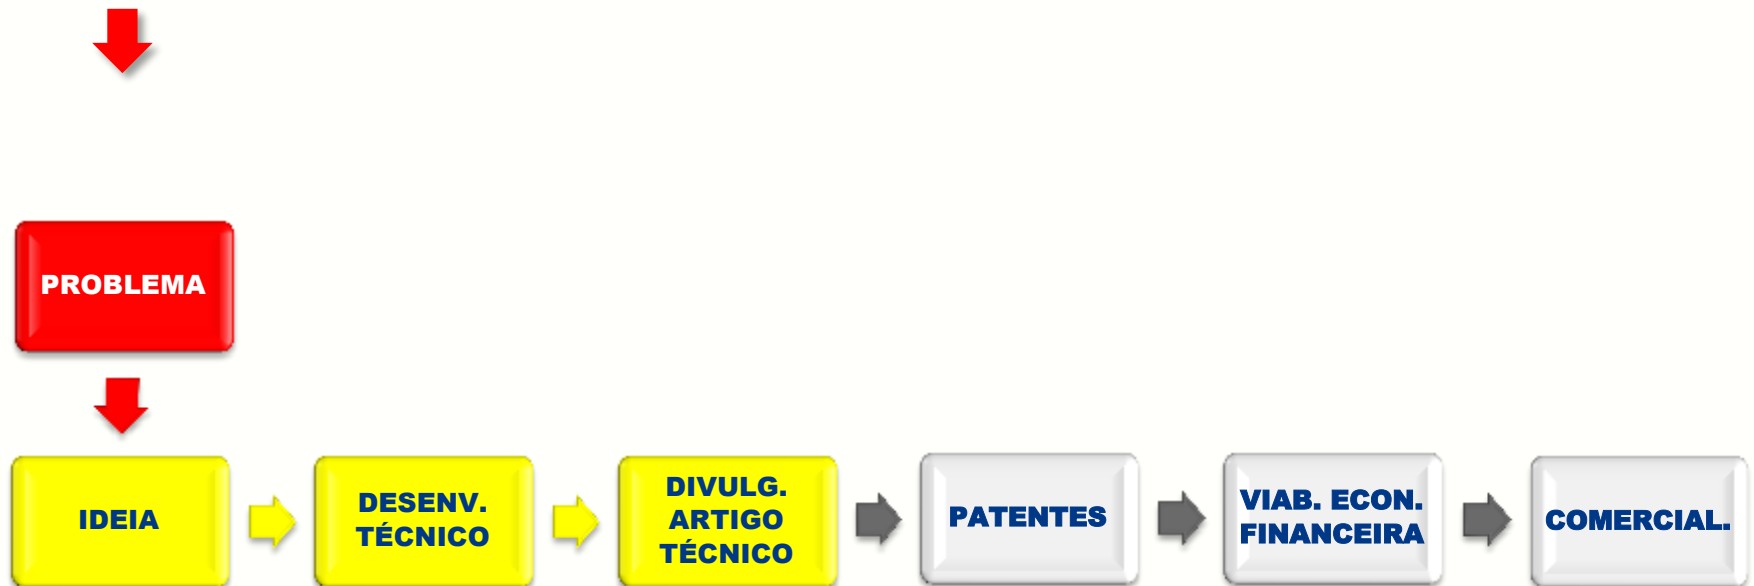 PROBLEMA
IDEIA
DESENV.
TÉCNICO
DIVULG.
ARTIGO
TÉCNICO
PATENTES
VIAB. ECON.
FINANCEIRA
COMERCIAL.